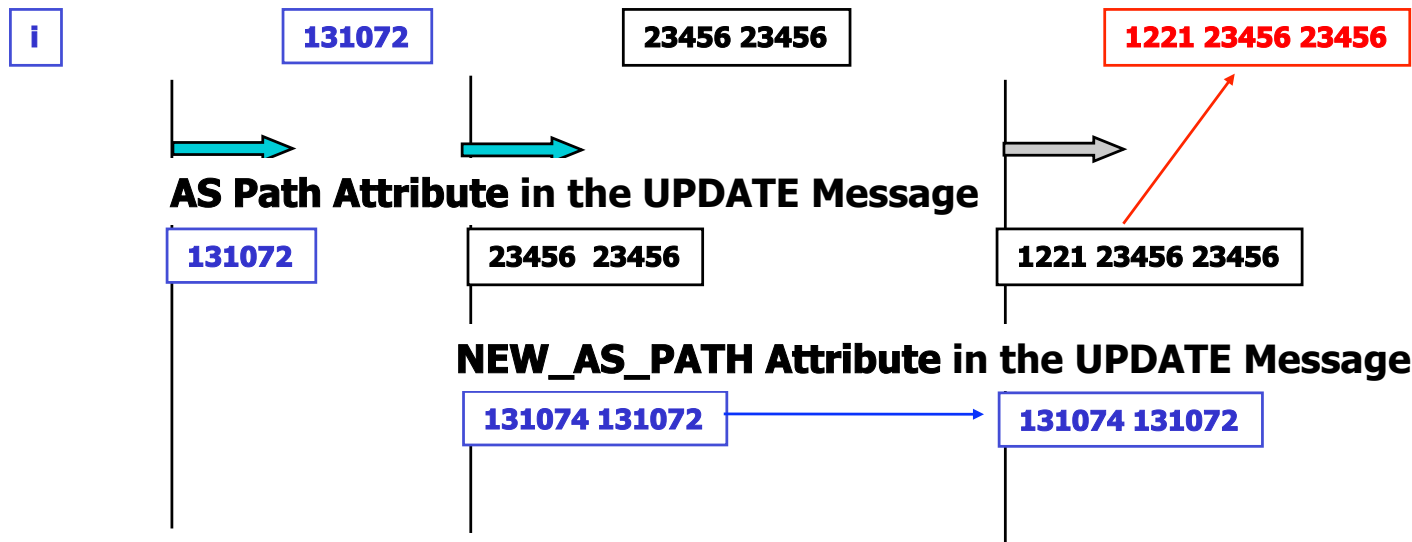 i
131072
23456 23456
1221 23456 23456
AS Path Attribute in the UPDATE Message
131072
23456 23456
1221 23456 23456
NEW_AS_PATH Attribute in the UPDATE Message
131074 131072
131074 131072